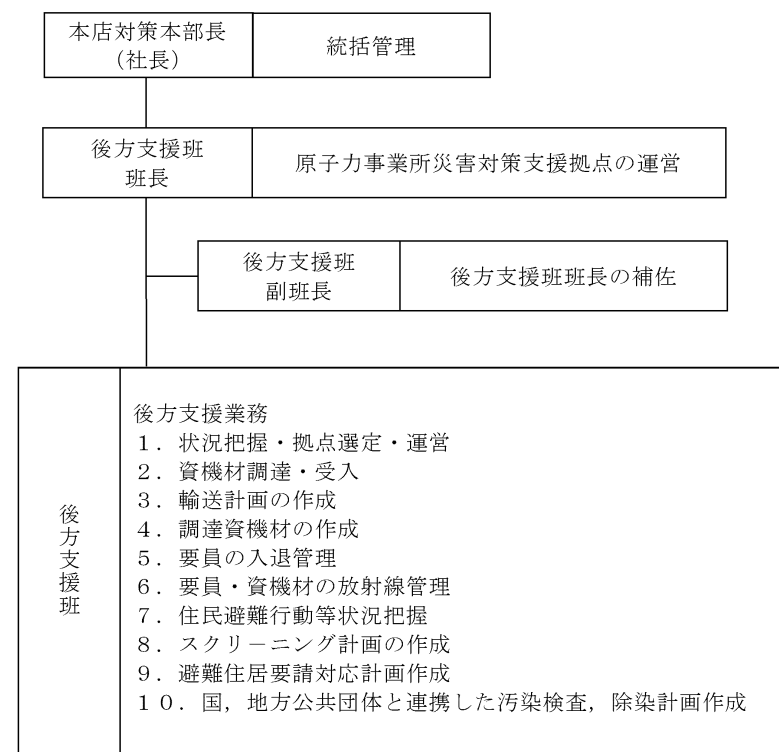 本店対策本部長
（社長）
統括管理
後方支援班
班長
原子力事業所災害対策支援拠点の運営
後方支援班
副班長
後方支援班班長の補佐
後方支援班
後方支援業務
１．状況把握・拠点選定・運営
２．資機材調達・受入
３．輸送計画の作成
４．調達資機材の作成
５．要員の入退管理
６．要員・資機材の放射線管理
７．住民避難行動等状況把握
８．スクリーニング計画の作成
９．避難住居要請対応計画作成
１０．国，地方公共団体と連携した汚染検査，除染計画作成